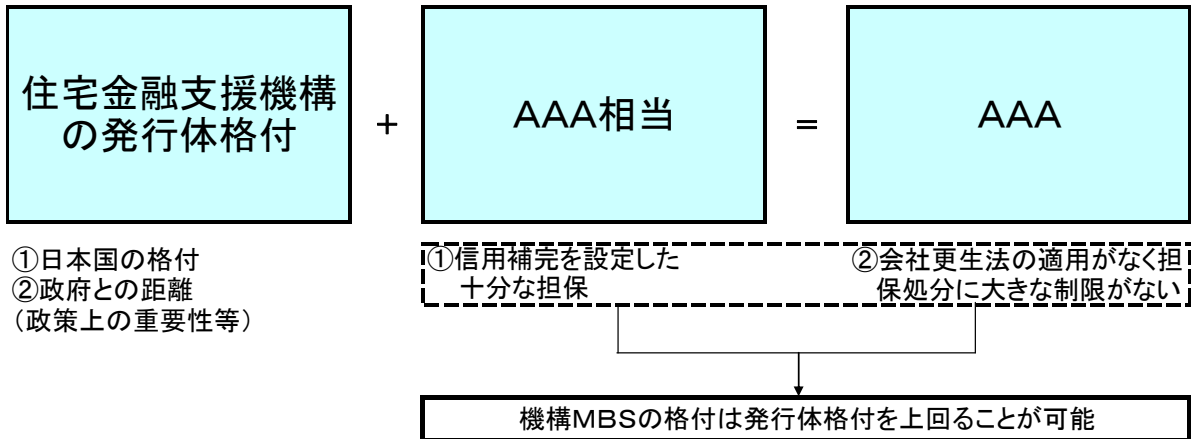 住宅金融支援機構
の発行体格付
+
AAA相当
=
AAA
①日本国の格付
②政府との距離
（政策上の重要性等）
①信用補完を設定した
十分な担保
②会社更生法の適用がなく担
保処分に大きな制限がない
機構MBSの格付は発行体格付を上回ることが可能